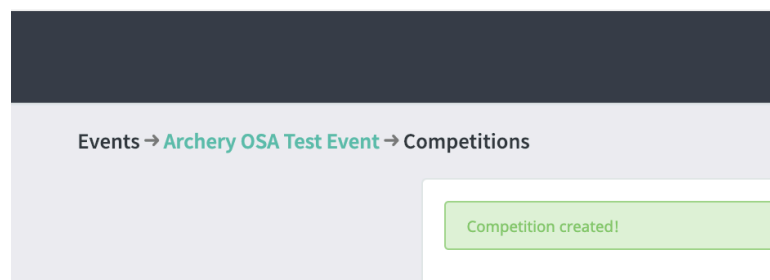 Events → Archery OSA Test Event → Competitions
Competition created!